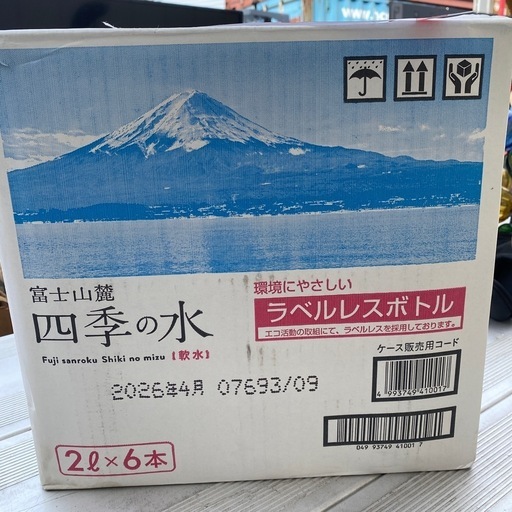 富士山麓
四季の水
Fuji sanroku Shiki no mizu【軟水】
環境にやさしい
ラベルレスボトル
エコ活動の取組にて、ラベルレスを採用しております。
ケース販売用コード
4 993749 410017
2026年4月 07693/09
049 93749 41001 7
2ℓ×6本